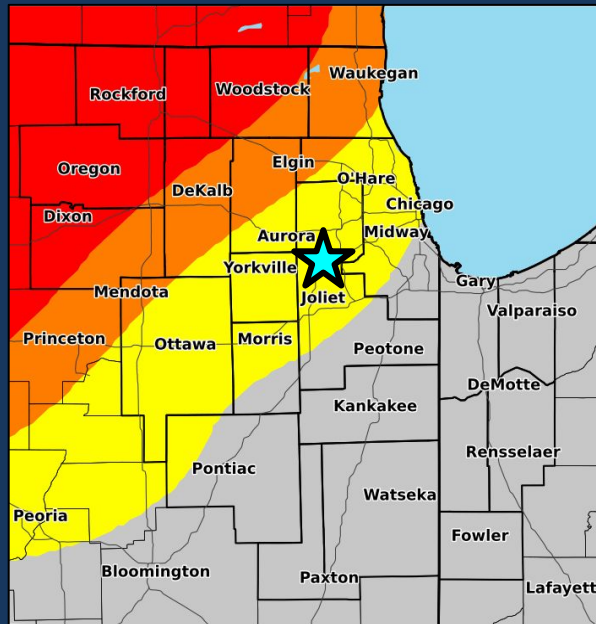 Waukegan
Rockford
Woodstock
Elgin
Oregon
DeKalb
O'Hare
Dixon
Chicago
Aurora
Midway
Yorkville
Gary
Mendota
Joliet
Valparaiso
Princeton
Ottawa
Morris
Peotone
DeMotte
Kankakee
Rensselaer
Pontiac
Watseka
Peoria
Fowler
Bloomington
Paxton
Lafayett